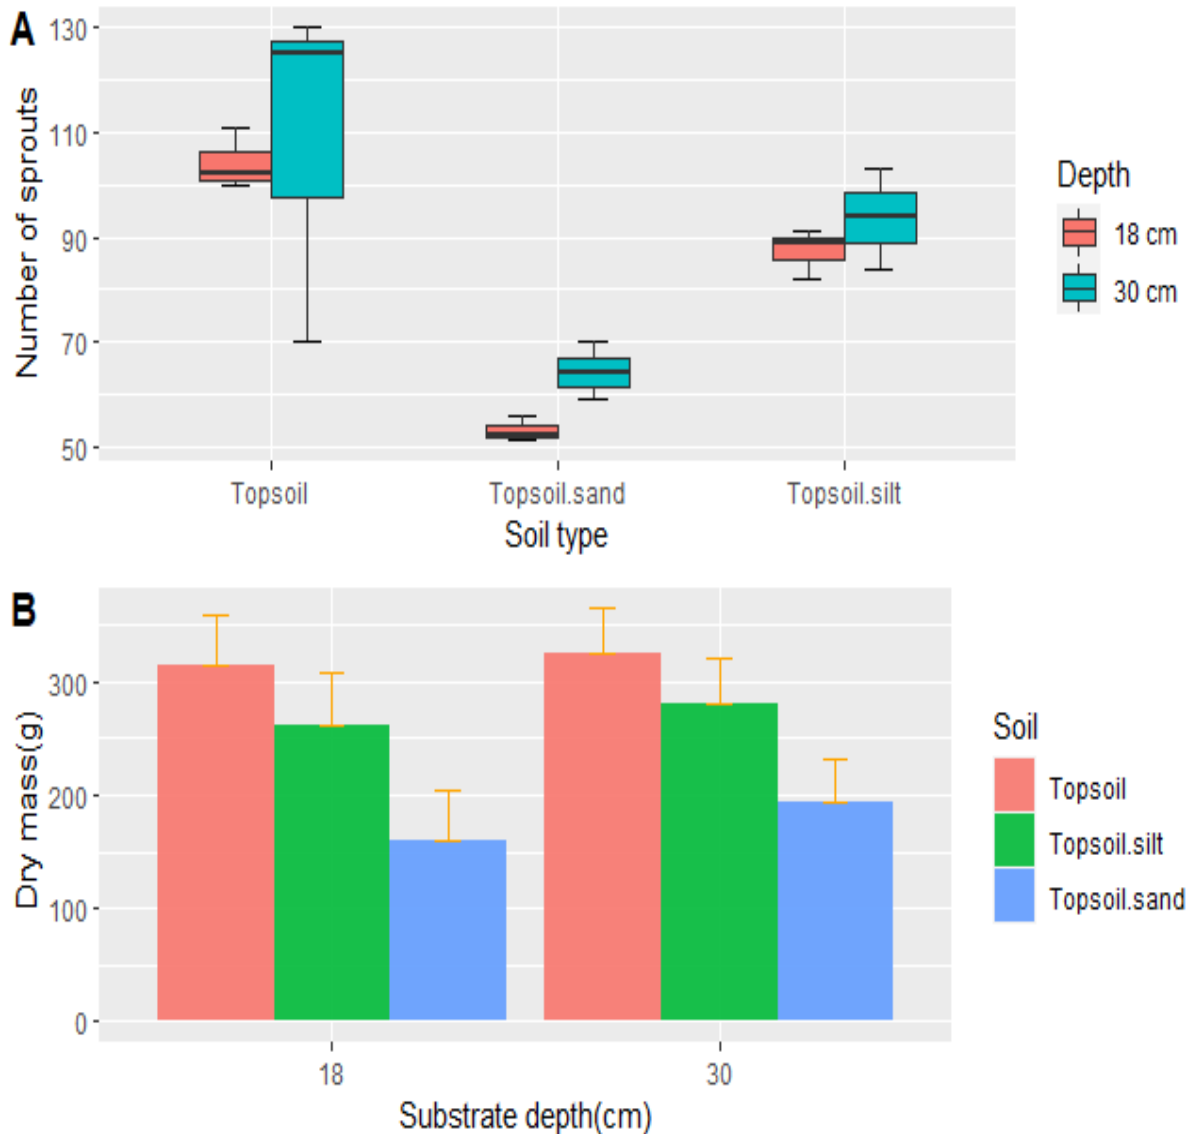 A
Number of sprouts
130
110
90
70
50
Topsoil
Topsoil.sand
Topsoil.silt
Soil type
Depth
18 cm
30 cm
B
Dry mass(g)
300
200
100
0
18
30
Substrate depth(cm)
Soil
Topsoil
Topsoil.silt
Topsoil.sand